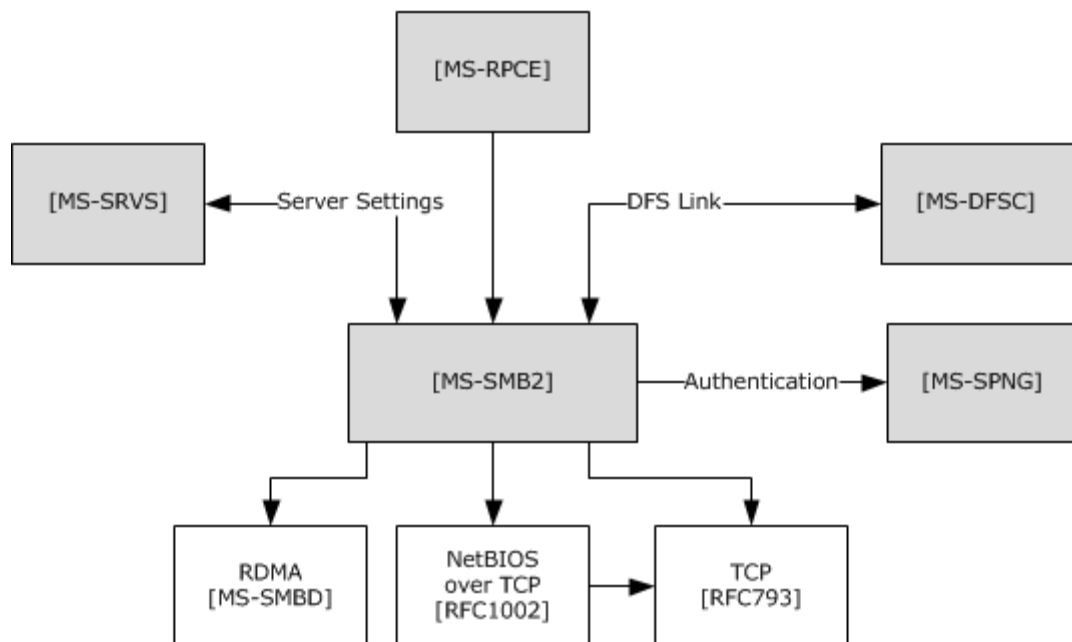 [MS-RPCE]
[MS-SRVS]
Server Settings
DFS Link
[MS-DFSC]
[MS-SMB2]
Authentication
[MS-SPNG]
RDMA
[MS-SMBD]
NetBIOS
over TCP
[RFC1002]
TCP
[RFC793]